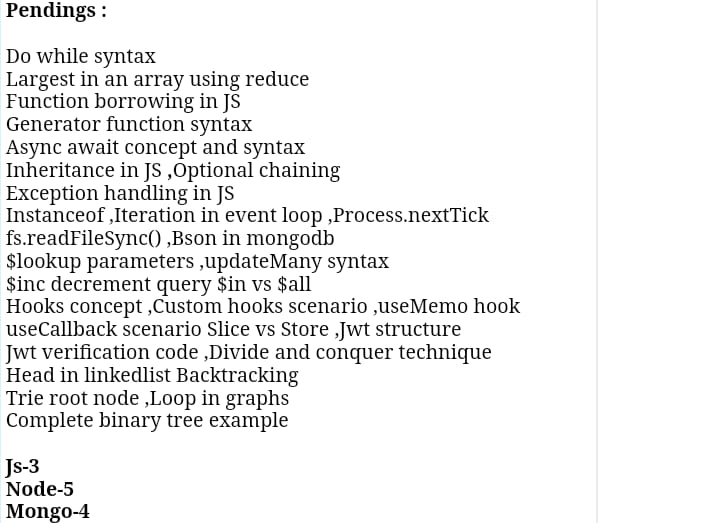 Pendings :
Do while syntax
Largest in an array using reduce
Function borrowing in JS
Generator function syntax
Async await concept and syntax
Inheritance in JS ,Optional chaining
Exception handling in JS
Instanceof ,Iteration in event loop ,Process.nextTick
fs.readFileSync() ,Bson in mongodb
$lookup parameters ,updateMany syntax
$inc decrement query $in vs $all
Hooks concept ,Custom hooks scenario ,useMemo hook
useCallback scenario Slice vs Store ,Jwt structure
Jwt verification code ,Divide and conquer technique
Head in linkedlist Backtracking
Trie root node ,Loop in graphs
Complete binary tree example
Js-3
Node-5
Mongo-4